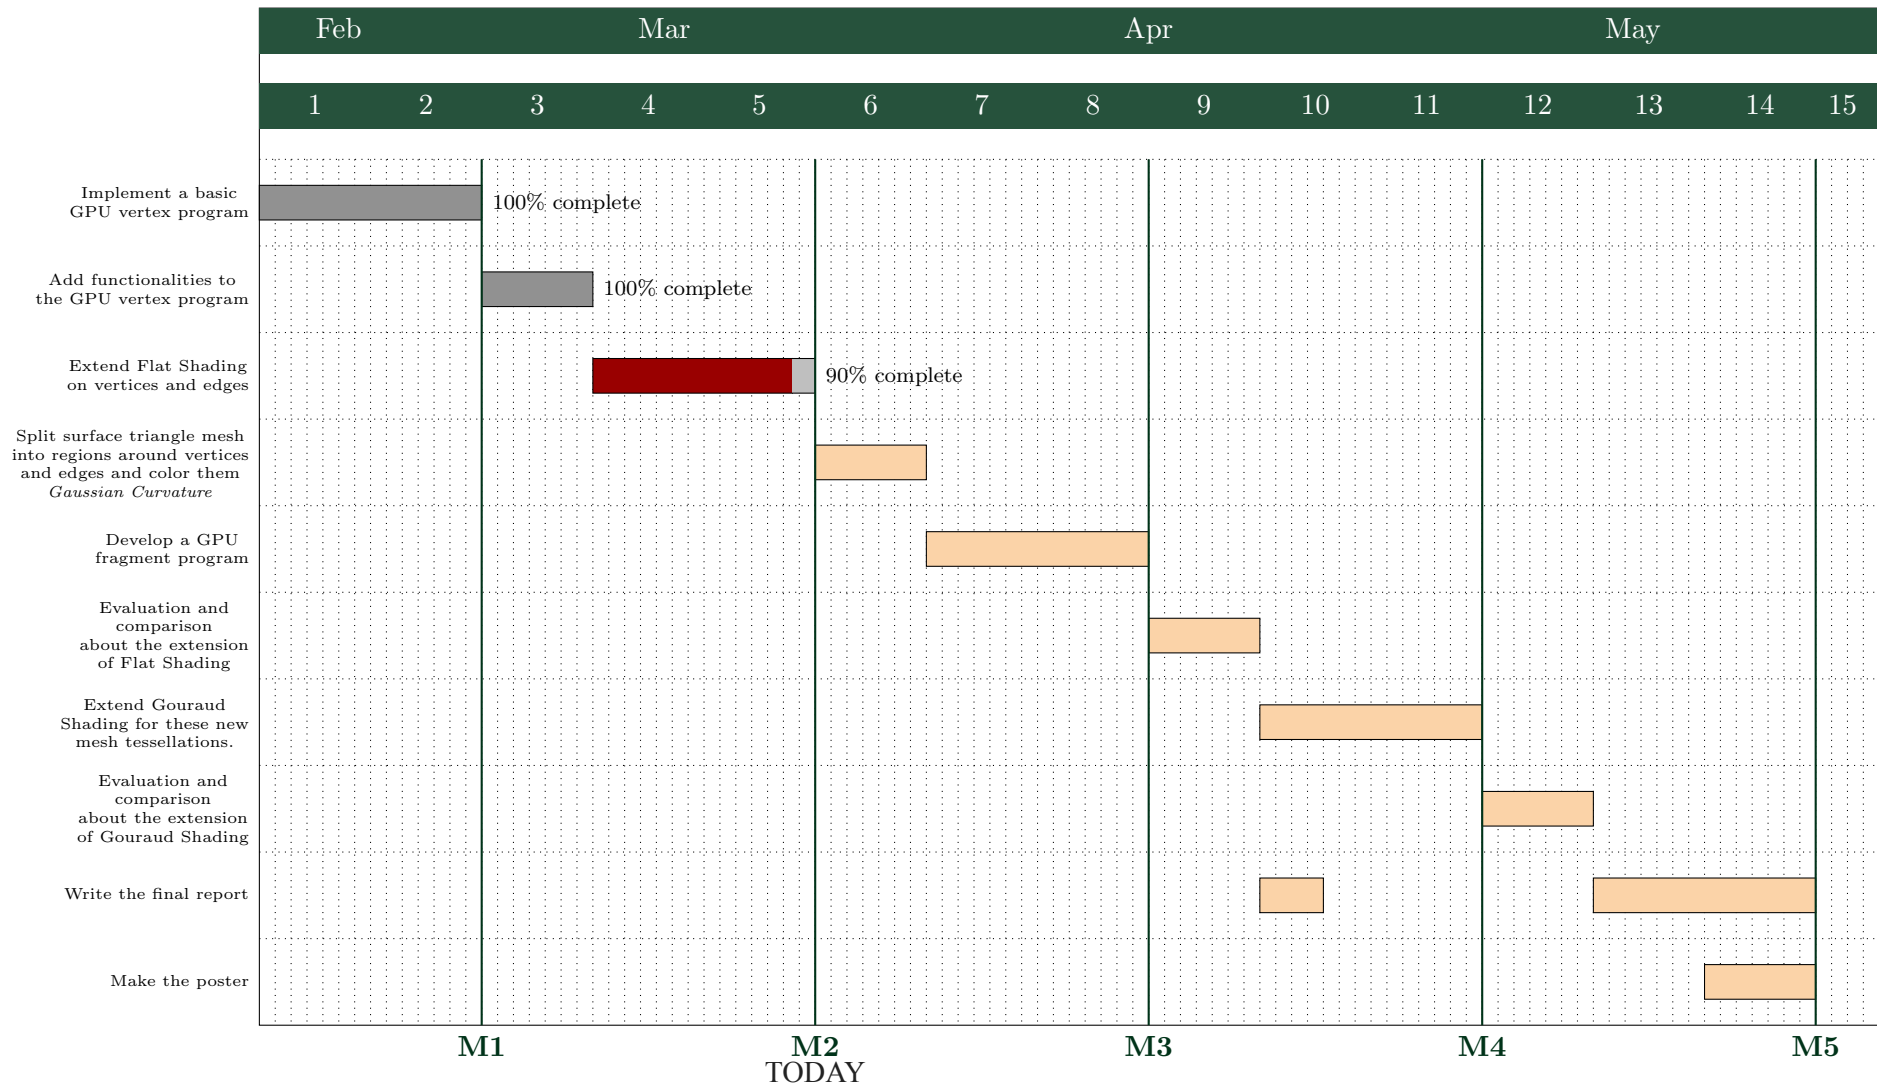 Feb Mar Apr May
1 2 3 4 5 6 7 8 9 10 11 12 13 14 15
Implement a basic
GPU vertex program
100% complete
Add functionalities to
the GPU vertex program
100% complete
Extend Flat Shading
on vertices and edges
90% complete
Split surface triangle mesh
into regions around vertices
and edges and color them
Gaussian Curvature
Develop a GPU
fragment program
Evaluation and
comparison
about the extension
of Flat Shading
Extend Gouraud
Shading for these new
mesh tessellations.
Evaluation and
comparison
about the extension
of Gouraud Shading
Write the final report
Make the poster
M1 M2 M3 M4 M5
TODAY